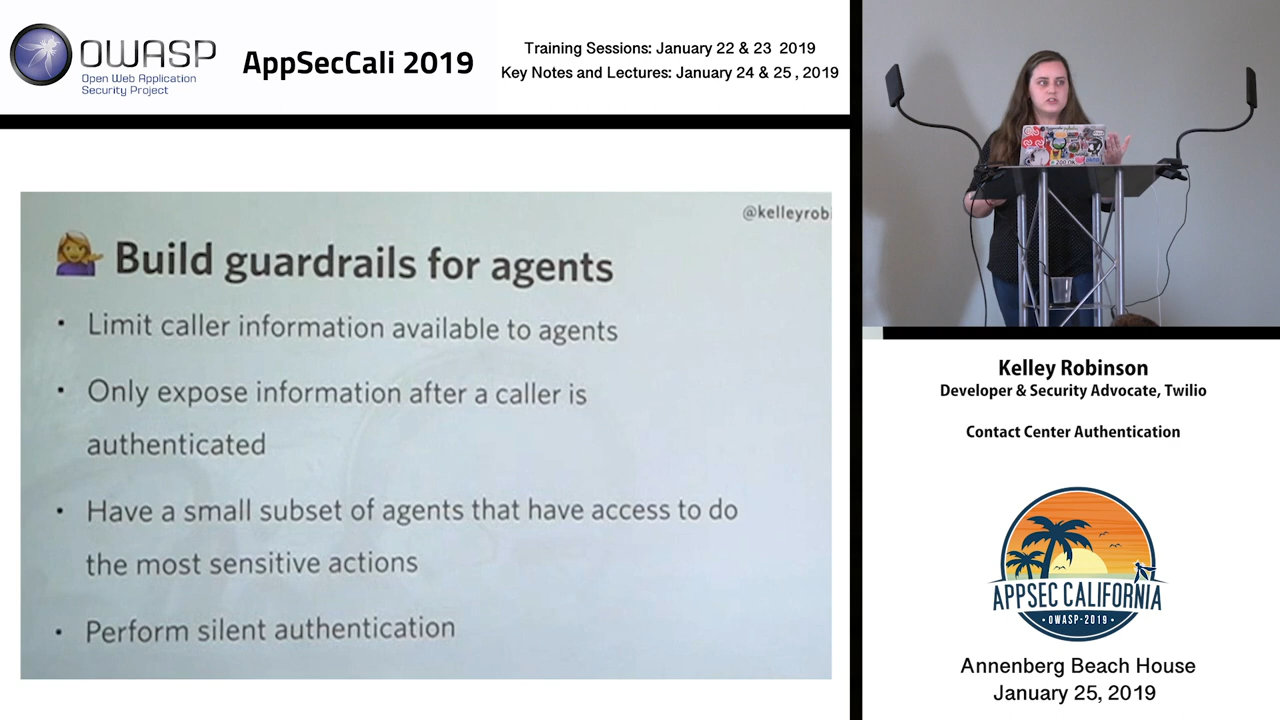 OWASP
Open Web Application
Security Project
AppSecCali 2019
Training Sessions: January 22 & 23 2019
Key Notes and Lectures: January 24 & 25 , 2019
@kelleyrob
Build guardrails for agents
• Limit caller information available to agents
• Only expose information after a caller is
authenticated
• Have a small subset of agents that have access to do
the most sensitive actions
• Perform silent authentication
Kelley Robinson
Developer & Security Advocate, Twilio
Contact Center Authentication
APPSEC CALIFORNIA
• OWASP-2019 •
Annenberg Beach House
January 25, 2019